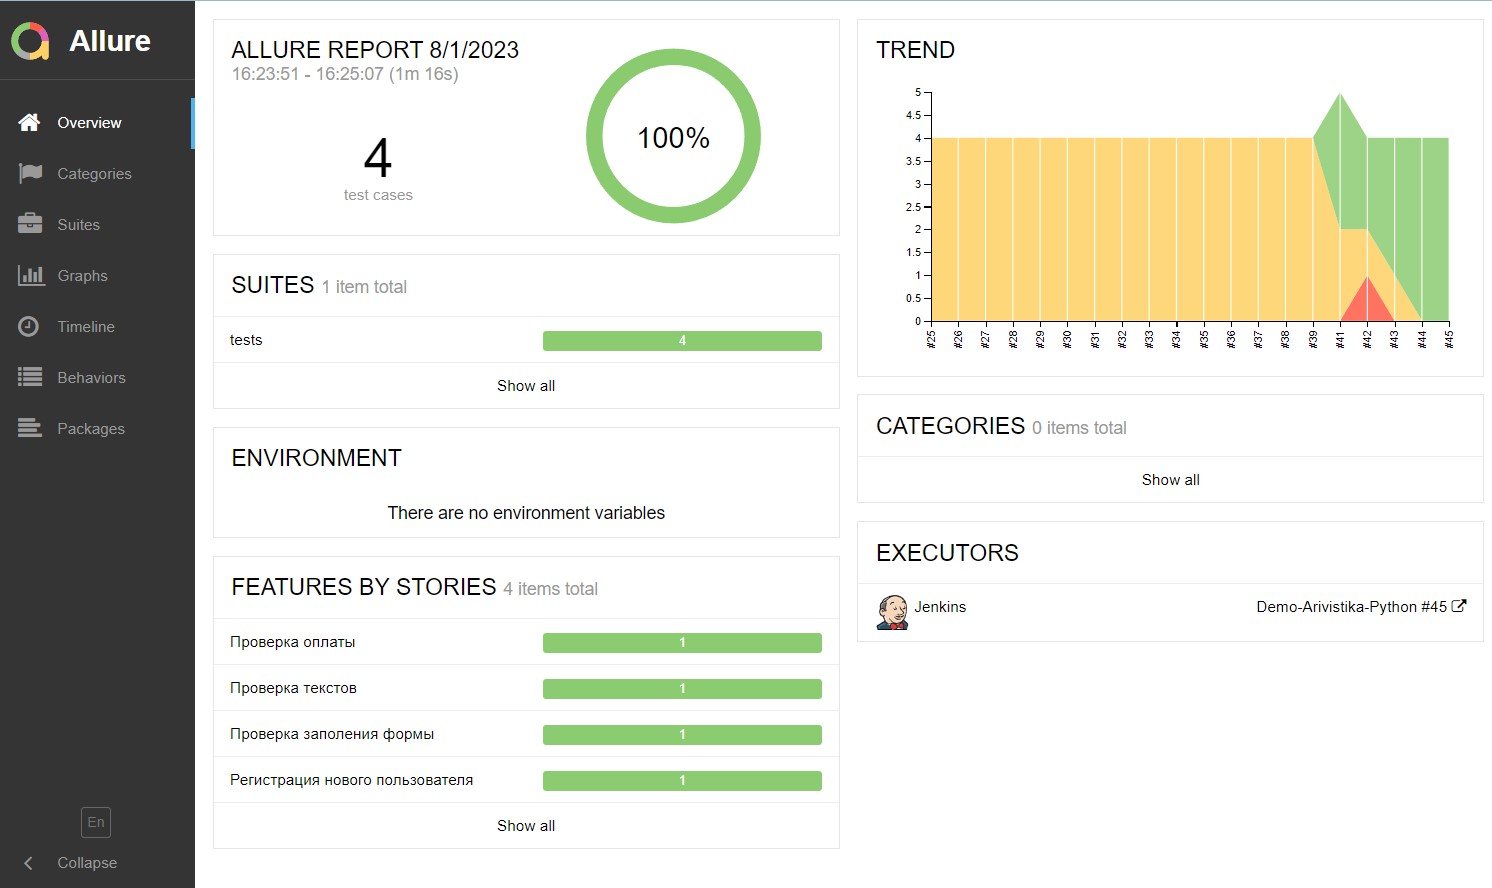 Allure
Overview
Categories
Suites
Graphs
Timeline
Behaviors
Packages
En
Collapse
ALLURE REPORT 8/1/2023
16:23:51 - 16:25:07 (1m 16s)
4
test cases
100%
SUITES 1 item total
tests 4
Show all
ENVIRONMENT
There are no environment variables
FEATURES BY STORIES 4 items total
Проверка оплаты 1
Проверка текстов 1
Проверка заполения формы 1
Регистрация нового пользователя 1
Show all
TREND
5
4.5
4
3.5
3
2.5
2
1.5
1
0.5
0
#25 #26 #27 #28 #29 #30 #31 #32 #33 #34 #35 #36 #37 #38 #39 #41 #42 #43 #44 #45
CATEGORIES 0 items total
Show all
EXECUTORS
Jenkins Demo-Arivistika-Python #45